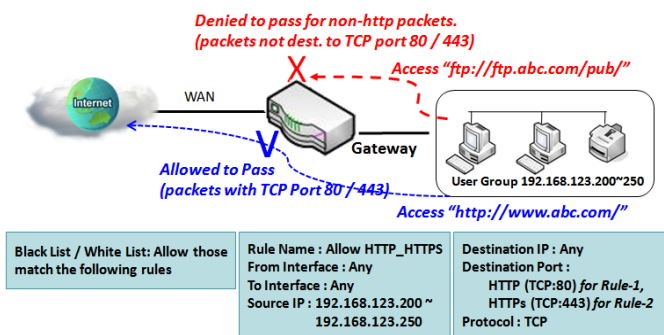 Denied to pass for non-http packets.
(packets not dest. to TCP port 80 / 443)
Access “ftp://ftp.abc.com/pub/”
X
WAN
Internet
Gateway
V
Allowed to Pass
(packets with TCP Port 80 / 443)
User Group 192.168.123.200~250
Access “http://www.abc.com/”
Black List / White List: Allow those
match the following rules
Rule Name : Allow HTTP_HTTPS
From Interface : Any
To Interface : Any
Source IP : 192.168.123.200 ~
192.168.123.250
Destination IP : Any
Destination Port :
HTTP (TCP:80) for Rule-1,
HTTPs (TCP:443) for Rule-2
Protocol : TCP